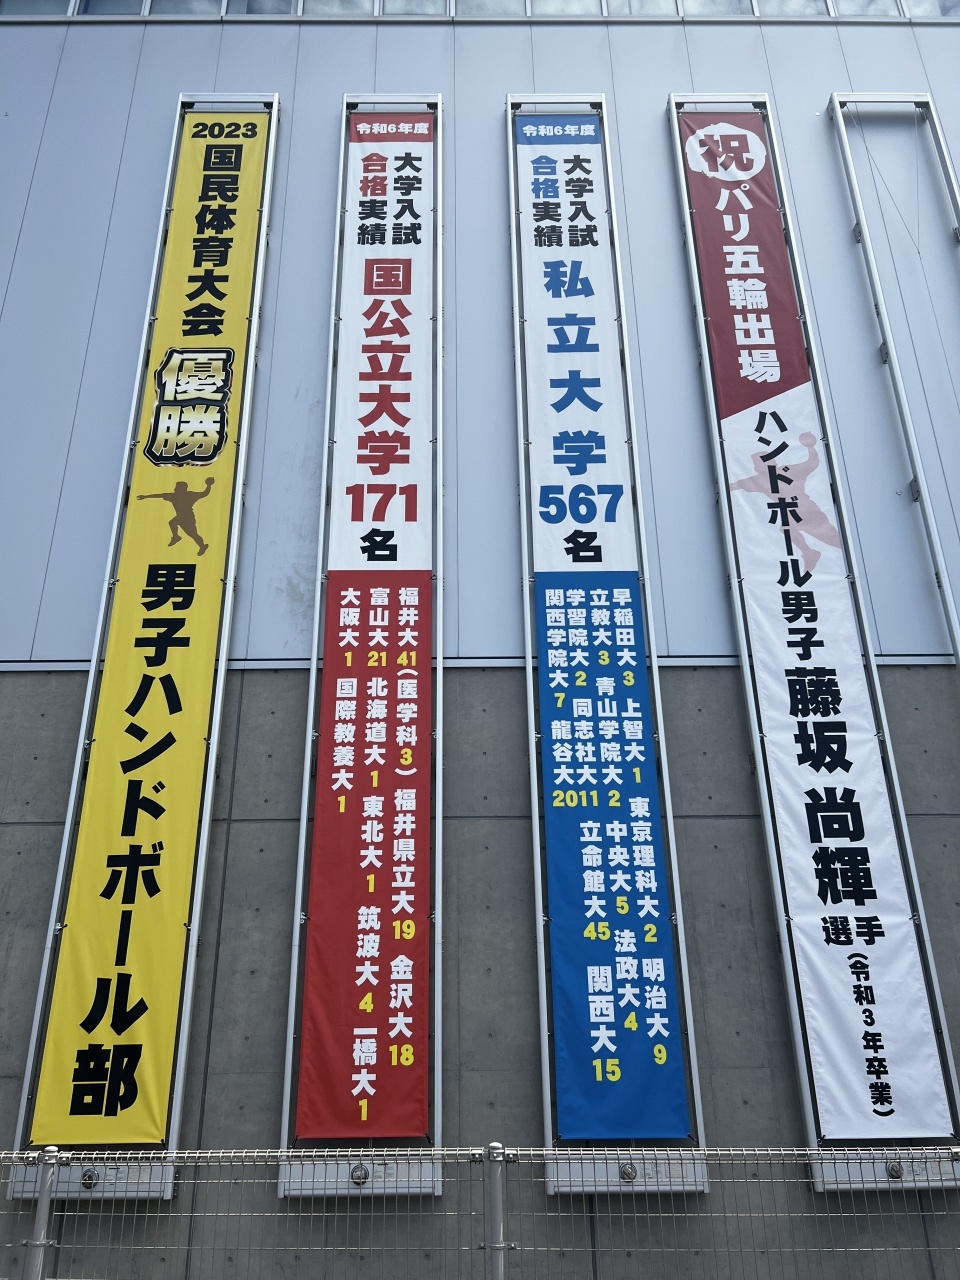 2023
国民体育大会
優勝
男子ハンドボール部
令和6年度
大学入試
合格実績
国公立大学
171
名
福井大41(医学科3) 福井県立大19 金沢大18
富山大21 北海道大1 東北大1 筑波大4 一橋大1
大阪大1 国際教養大1
令和6年度
大学入試
合格実績
私立大学
567
名
早稲田大3 上智大1 東京理科大2 明治大9
立教大3 青山学院大2 中央大5 法政大4
学習院大2 同志社大11 立命館大45 関西大15
関西学院大7 龍谷大20
祝
パリ五輪出場
ハンドボール男子 藤坂 尚輝
選手
(令和3年卒業)